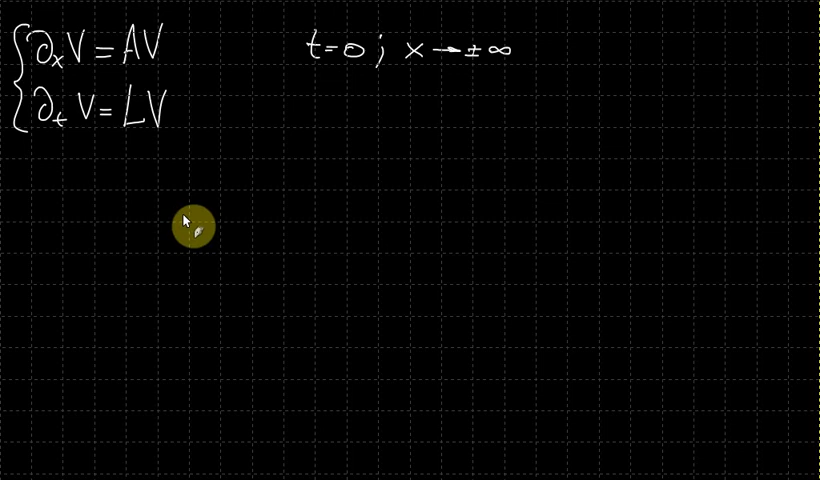 ∂ₓV = AV
t=0 ; x → ±∞
∂ₜV = LV